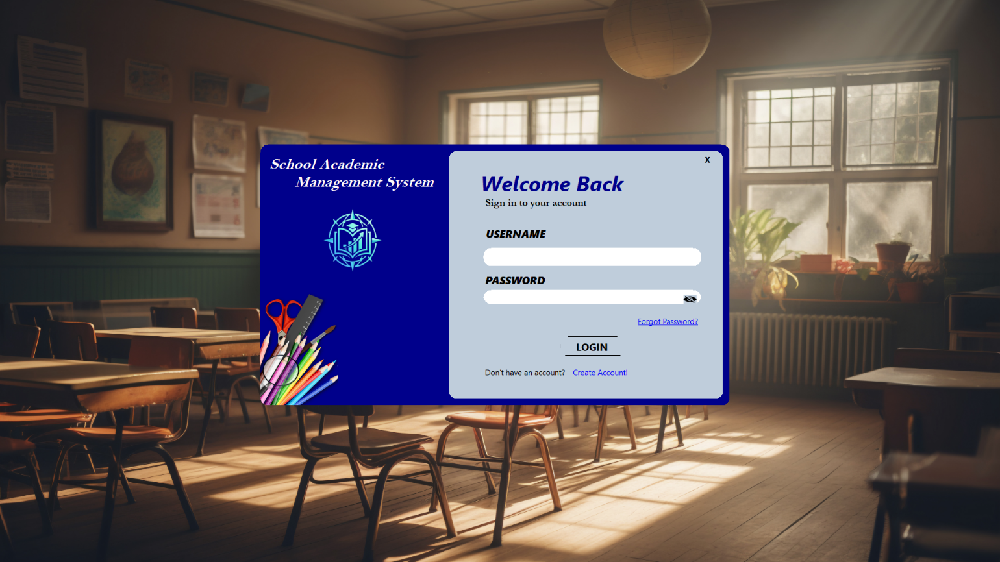 School Academic
Management System
X
Welcome Back
Sign in to your account
USERNAME
PASSWORD
Forgot Password?
LOGIN
Don't have an account? Create Account!